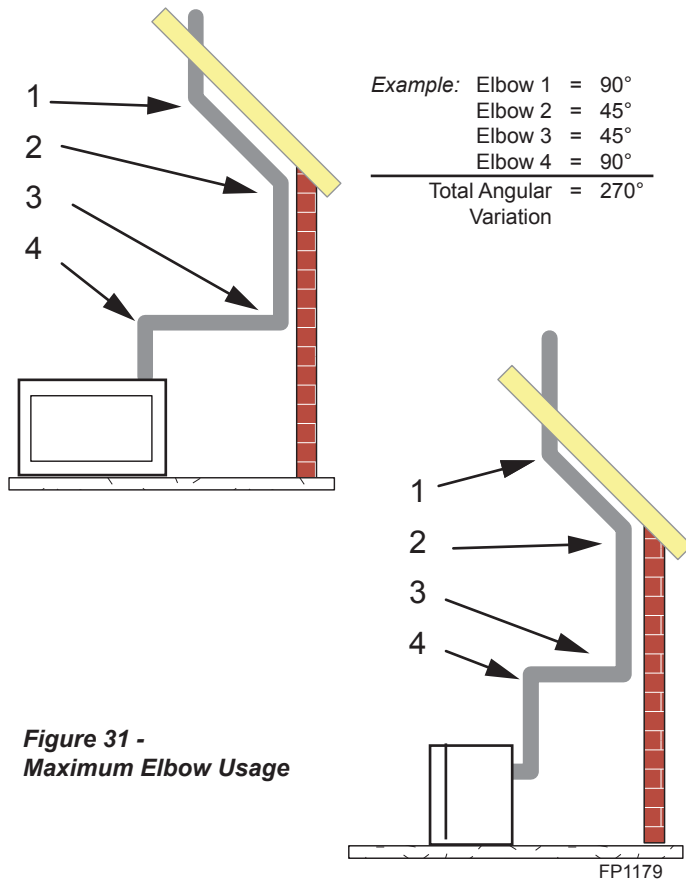 1
2
3
4
Example: Elbow 1 = 90°
Elbow 2 = 45°
Elbow 3 = 45°
Elbow 4 = 90°
Total Angular = 270°
Variation
1
2
3
4
Figure 31 -
Maximum Elbow Usage
FP1179